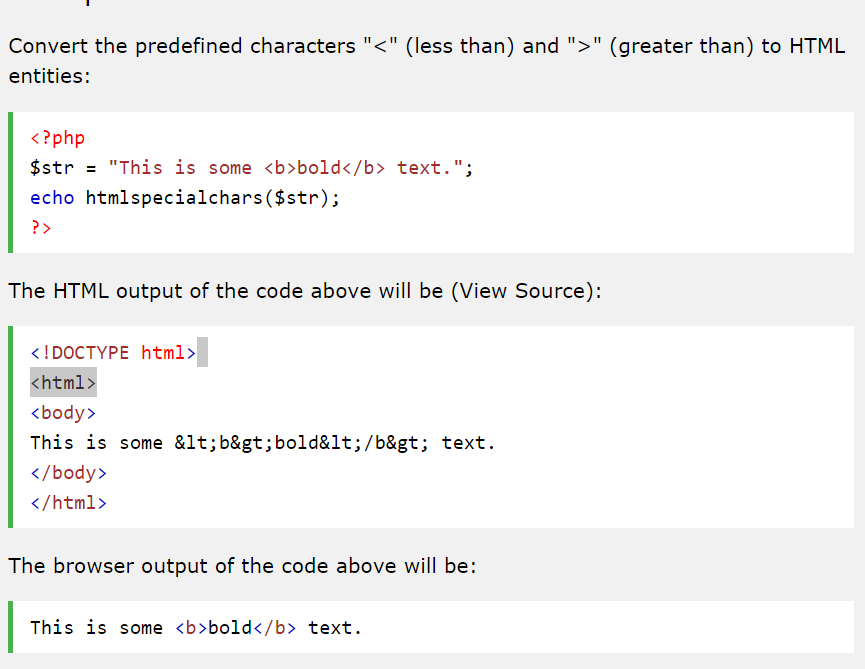 Convert the predefined characters "<" (less than) and ">" (greater than) to HTML
entities:
<?php
$str = "This is some <b>bold</b> text.";
echo htmlspecialchars($str);
?>
The HTML output of the code above will be (View Source):
<!DOCTYPE html>
<html>
<body>
This is some &lt;b&gt;bold&lt;/b&gt; text.
</body>
</html>
The browser output of the code above will be:
This is some <b>bold</b> text.